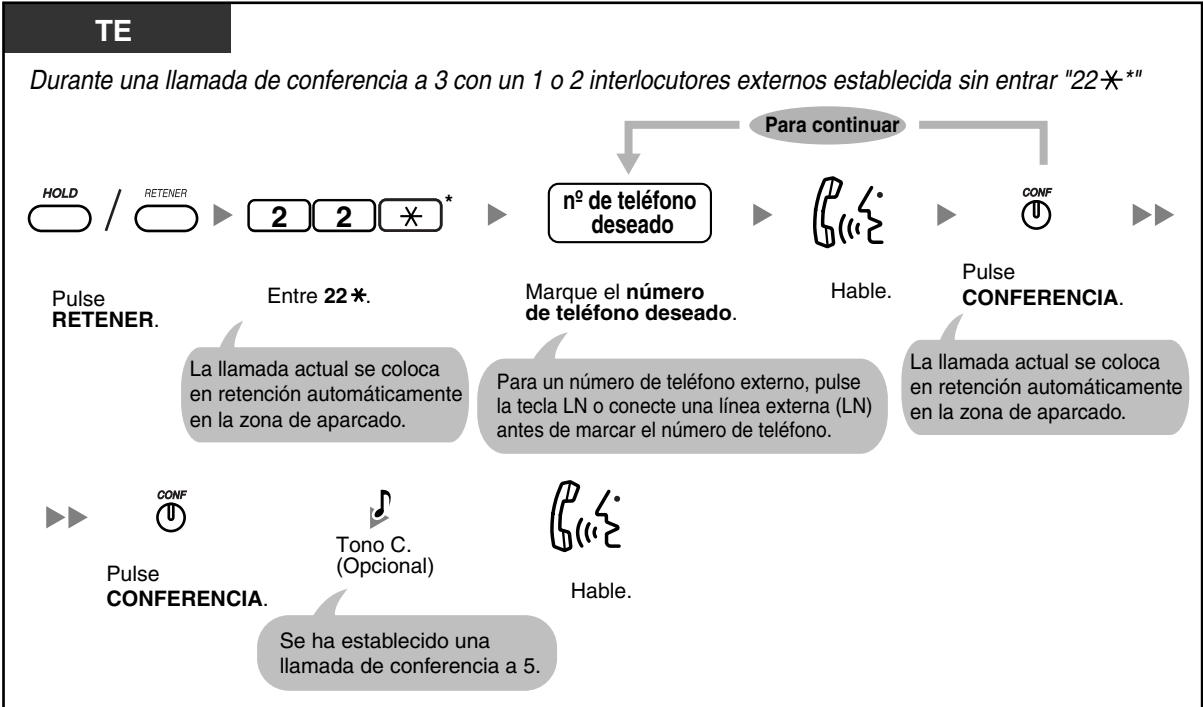 TE
Durante una llamada de conferencia a 3 con un 1 o 2 interlocutores externos establecida sin entrar "22✳*"
Para continuar
HOLD
/
RETENER
2 2 ✳*
nº de teléfono
deseado
CONF
Pulse
RETENER.
Entre 22✳.
Marque el número
de teléfono deseado.
Hable.
Pulse
CONFERENCIA.
La llamada actual se coloca
en retención automáticamente
en la zona de aparcado.
Para un número de teléfono externo, pulse
la tecla LN o conecte una línea externa (LN)
antes de marcar el número de teléfono.
La llamada actual se coloca
en retención automáticamente
en la zona de aparcado.
CONF
Pulse
CONFERENCIA.
Tono C.
(Opcional)
Hable.
Se ha establecido una
llamada de conferencia a 5.